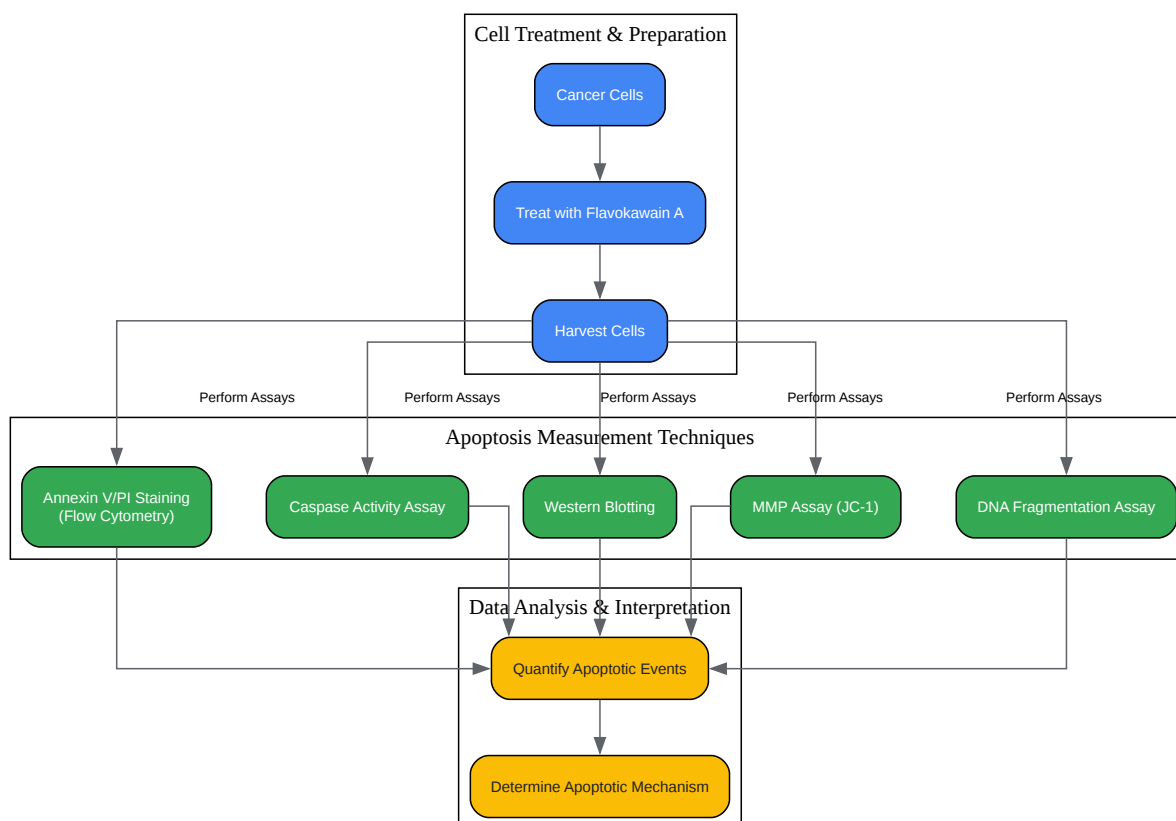 Cell Treatment & Preparation
Cancer Cells
Treat with Flavokawain A
Harvest Cells
Perform Assays
Perform Assays
Perform Assays
Perform Assays
Perform Assays
Apoptosis Measurement Techniques
Annexin V/PI Staining
(Flow Cytometry)
Caspase Activity Assay
Western Blotting
MMP Assay (JC-1)
DNA Fragmentation Assay
Data Analysis & Interpretation
Quantify Apoptotic Events
Determine Apoptotic Mechanism